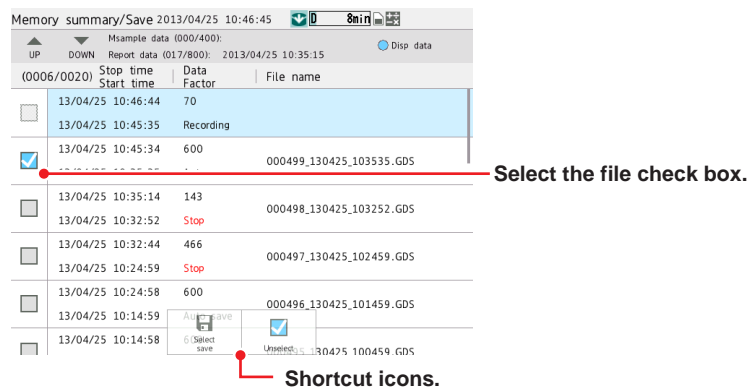 Memory summary/Save 2013/04/25 10:46:45 D 8min
UP DOWN Msample data (000/400):
Report data (017/800): 2013/04/25 10:35:15 Disp data
(0006/0020) Stop time Data File name
Start time Factor
13/04/25 10:46:44 70
13/04/25 10:45:35 Recording
13/04/25 10:45:34 600
000499_130425_103535.GDS
Select the file check box.
13/04/25 10:35:14 143
000498_130425_103252.GDS
13/04/25 10:32:52 Stop
13/04/25 10:32:44 466
000497_130425_102459.GDS
13/04/25 10:24:59 Stop
13/04/25 10:24:58 600
000496_130425_101459.GDS
13/04/25 10:14:59 Auto save
13/04/25 10:14:58
Select save Unselect
130425_100459.GDS
Shortcut icons.